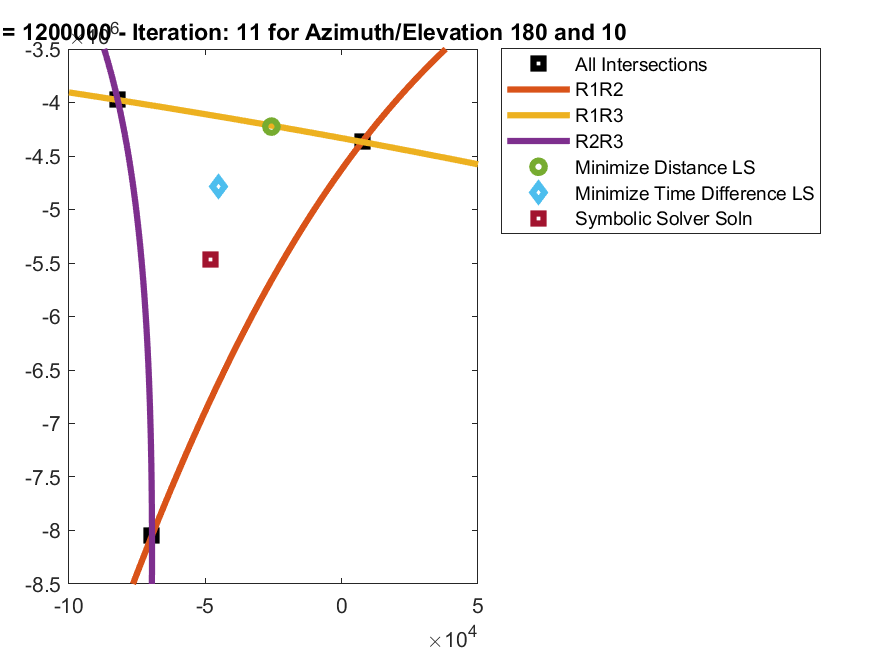 = 1200000 - Iteration: 11 for Azimuth/Elevation 180 and 10
×10^6
-3.5
-4
-4.5
-5
-5.5
-6
-6.5
-7
-7.5
-8
-8.5
-10 -5 0 5
×10^4
All Intersections
R1R2
R1R3
R2R3
Minimize Distance LS
Minimize Time Difference LS
Symbolic Solver Soln